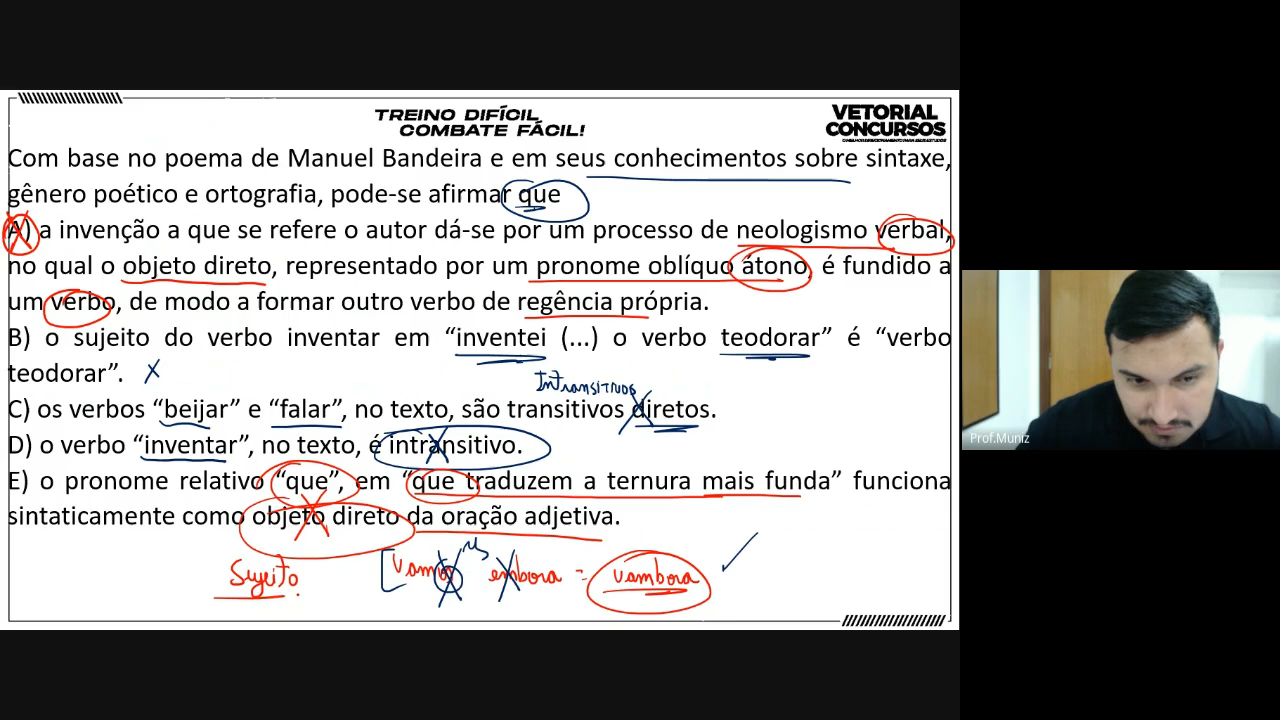 TREINO DIFÍCIL
COMBATE FÁCIL!
VETORIAL
CONCURSOS
Com base no poema de Manuel Bandeira e em seus conhecimentos sobre sintaxe,
gênero poético e ortografia, pode-se afirmar que
A) a invenção a que se refere o autor dá-se por um processo de neologismo verbal,
no qual o objeto direto, representado por um pronome oblíquo átono, é fundido a
um verbo, de modo a formar outro verbo de regência própria.
B) o sujeito do verbo inventar em “inventei (...) o verbo teodorar” é “verbo
teodorar”. X
Intransitivos
C) os verbos “beijar” e “falar”, no texto, são transitivos diretos.
D) o verbo “inventar”, no texto, é intransitivo.
E) o pronome relativo “que”, em “que traduzem a ternura mais funda” funciona
sintaticamente como objeto direto da oração adjetiva.
Sujeito. [Vamos embora = vambora
Prof.Muniz